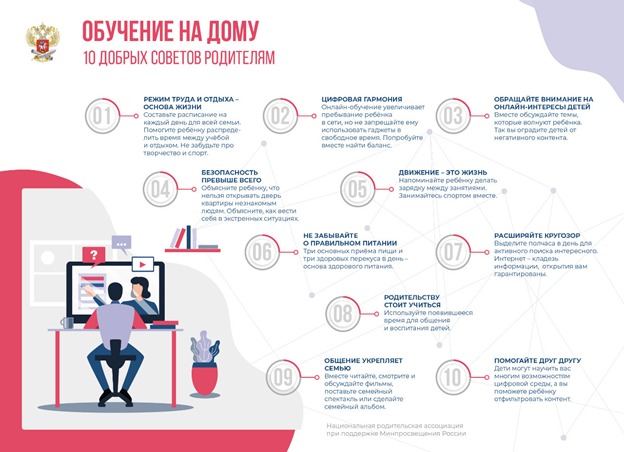 ОБУЧЕНИЕ НА ДОМУ
10 ДОБРЫХ СОВЕТОВ РОДИТЕЛЯМ
01
РЕЖИМ ТРУДА И ОТДЫХА –
ОСНОВА ЖИЗНИ
Составьте расписание на
каждый день для всей семьи.
Помогите ребёнку распреде-
лить время между учёбой
и отдыхом. Не забудьте про
творчество и спорт.
02
ЦИФРОВАЯ ГАРМОНИЯ
Онлайн-обучение увеличивает
пребывание ребёнка
в сети, но не запрещайте ему
использовать гаджеты в
свободное время. Попробуйте
вместе найти баланс.
03
ОБРАЩАЙТЕ ВНИМАНИЕ НА
ОНЛАЙН-ИНТЕРЕСЫ ДЕТЕЙ
Вместе обсуждайте темы,
которые волнуют ребёнка.
Так вы оградите детей от
негативного контента.
04
БЕЗОПАСНОСТЬ
ПРЕВЫШЕ ВСЕГО
Объясните ребёнку, что
нельзя открывать дверь
квартиры незнакомым
людям. Объясните, как вести
себя в экстренных ситуациях.
05
ДВИЖЕНИЕ – ЭТО ЖИЗНЬ
Напоминайте ребёнку делать
зарядку между занятиями.
Занимайтесь спортом вместе.
06
НЕ ЗАБЫВАЙТЕ
О ПРАВИЛЬНОМ ПИТАНИИ
Три основных приёма пищи и
три здоровых перекуса в день –
основа здорового питания.
07
РАСШИРЯЙТЕ КРУГОЗОР
Выделите полчаса в день для
активного поиска интересного.
Интернет – кладезь
информации, открытия вам
гарантированы.
08
РОДИТЕЛЬСТВУ
СТОИТ УЧИТЬСЯ
Используйте появившееся
время для общения
и воспитания детей.
09
ОБЩЕНИЕ УКРЕПЛЯЕТ
СЕМЬЮ
Вместе читайте, смотрите и
обсуждайте фильмы,
поставьте семейный
спектакль или сделайте
семейный альбом.
10
ПОМОГАЙТЕ ДРУГ ДРУГУ
Дети могут научить вас
многим возможностям
цифровой среды, а вы
поможете ребёнку
отфильтровать контент.
?
Национальная родительская ассоциация
при поддержке Минпросвещения России